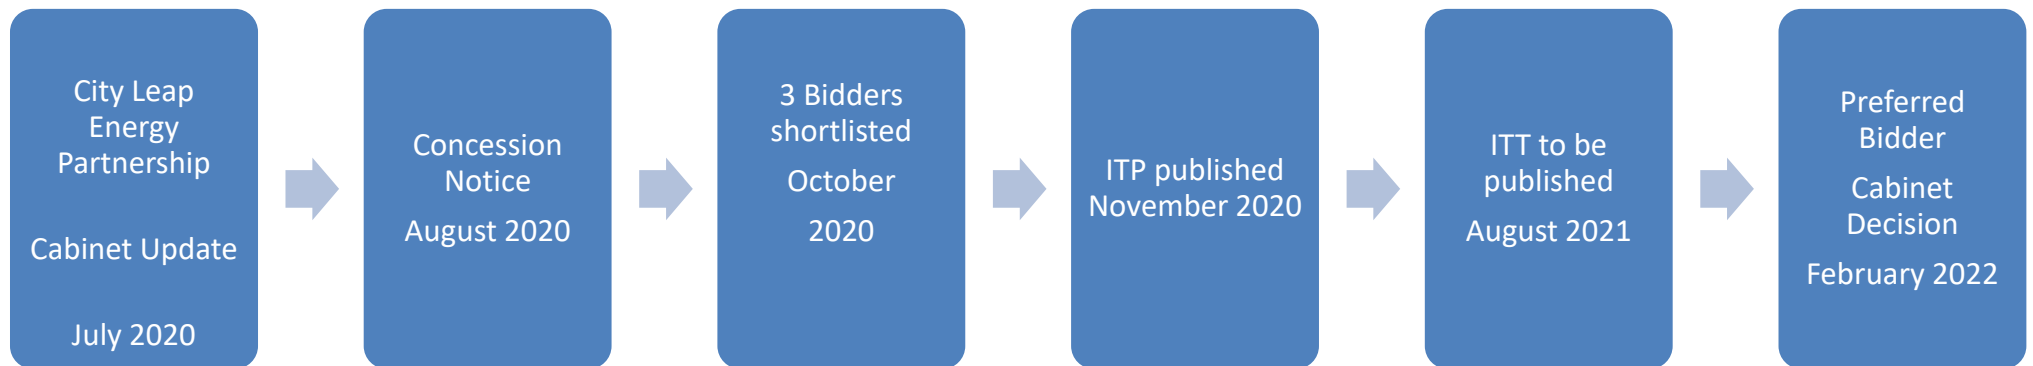 City Leap
Energy
Partnership
Cabinet Update
July 2020
Concession
Notice
August 2020
3 Bidders
shortlisted
October
2020
ITP published
November 2020
ITT to be
published
August 2021
Preferred
Bidder
Cabinet
Decision
February 2022